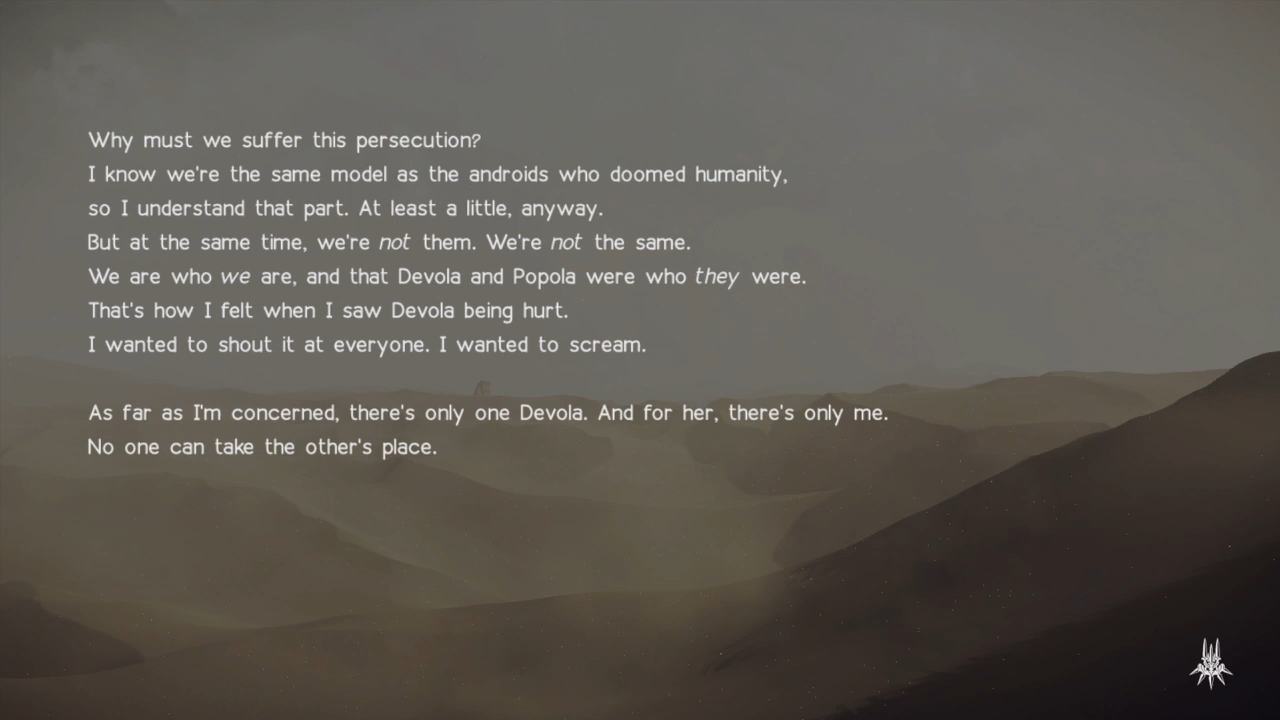 Why must we suffer this persecution?
I know we're the same model as the androids who doomed humanity,
so I understand that part. At least a little, anyway.
But at the same time, we're not them. We're not the same.
We are who we are, and that Devola and Popola were who they were.
That's how I felt when I saw Devola being hurt.
I wanted to shout it at everyone. I wanted to scream.
As far as I'm concerned, there's only one Devola. And for her, there's only me.
No one can take the other's place.